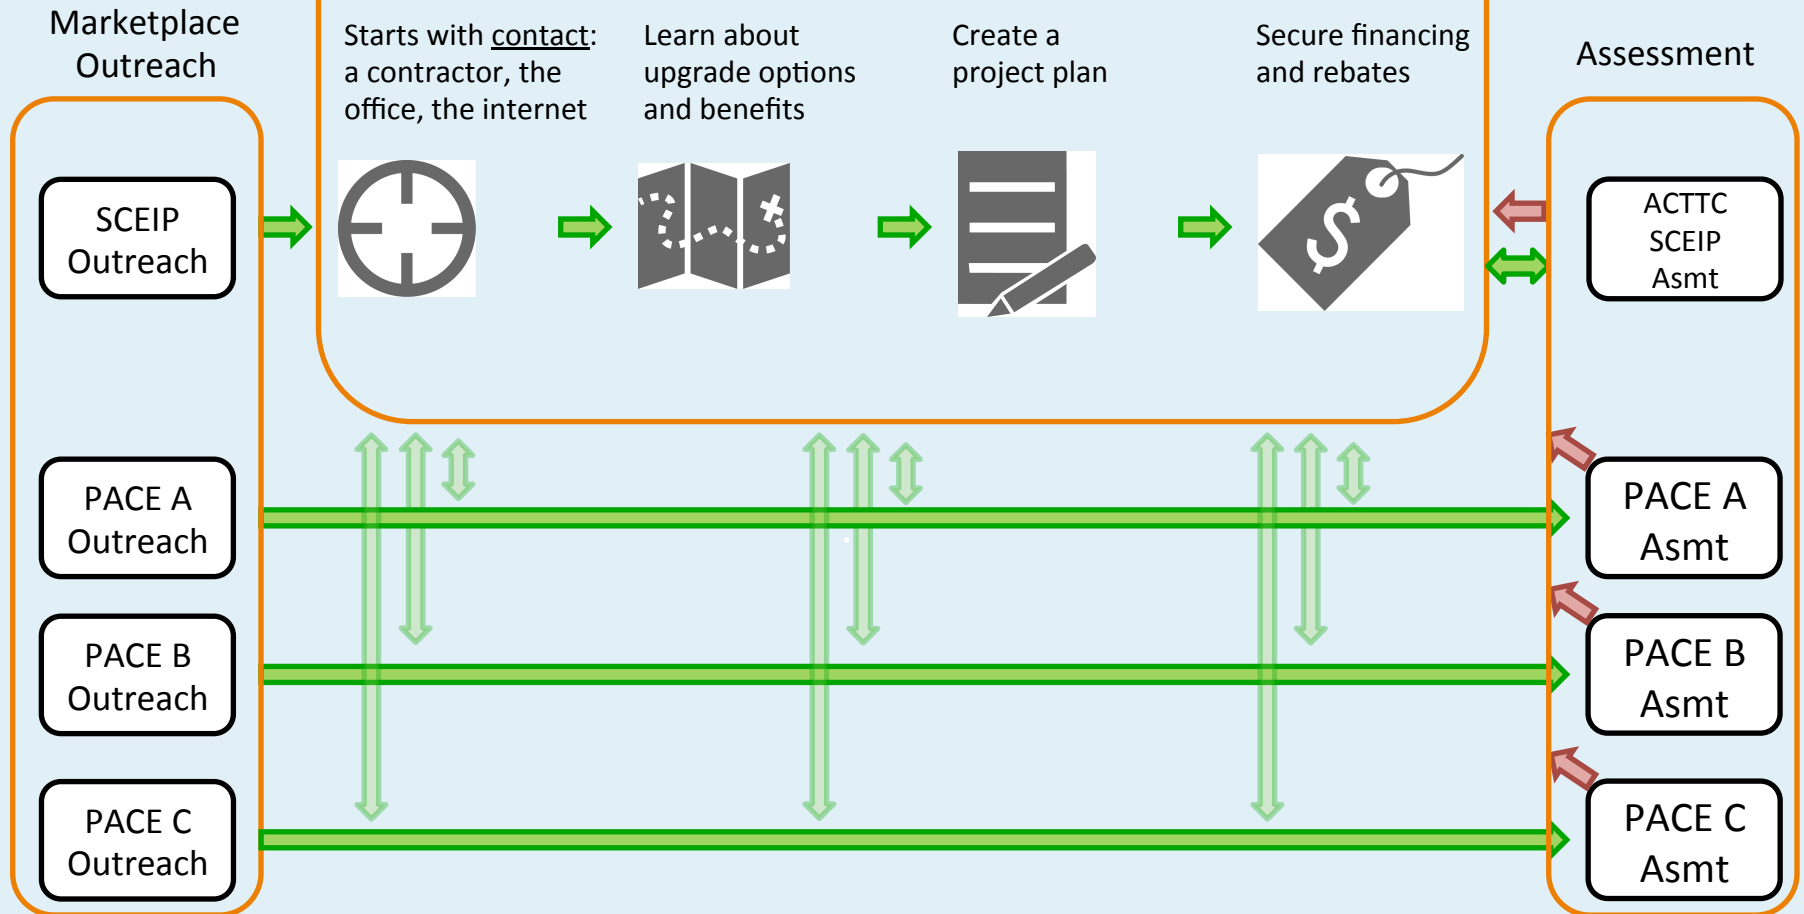 Marketplace
Outreach
Starts with contact:
a contractor, the
office, the internet
Learn about
upgrade options
and benefits
Create a
project plan
Secure financing
and rebates
Assessment
SCEIP
Outreach
$
ACTTC
SCEIP
Asmt
PACE A
Outreach
PACE A
Asmt
PACE B
Outreach
PACE B
Asmt
PACE C
Outreach
PACE C
Asmt